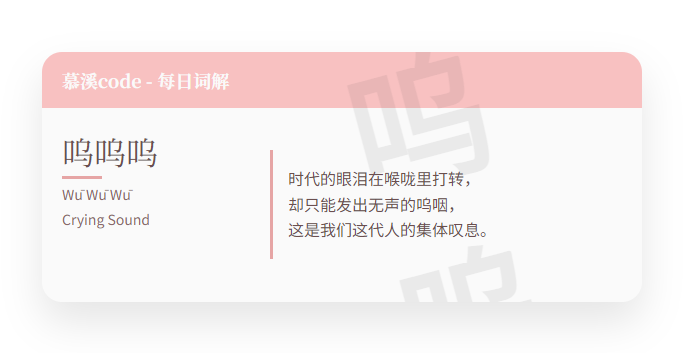 慕溪code - 每日词解
呜呜呜
Wū Wū Wū
Crying Sound
时代的眼泪在喉咙里打转，
却只能发出无声的呜咽，
这是我们这代人的集体叹息。
呜
呜